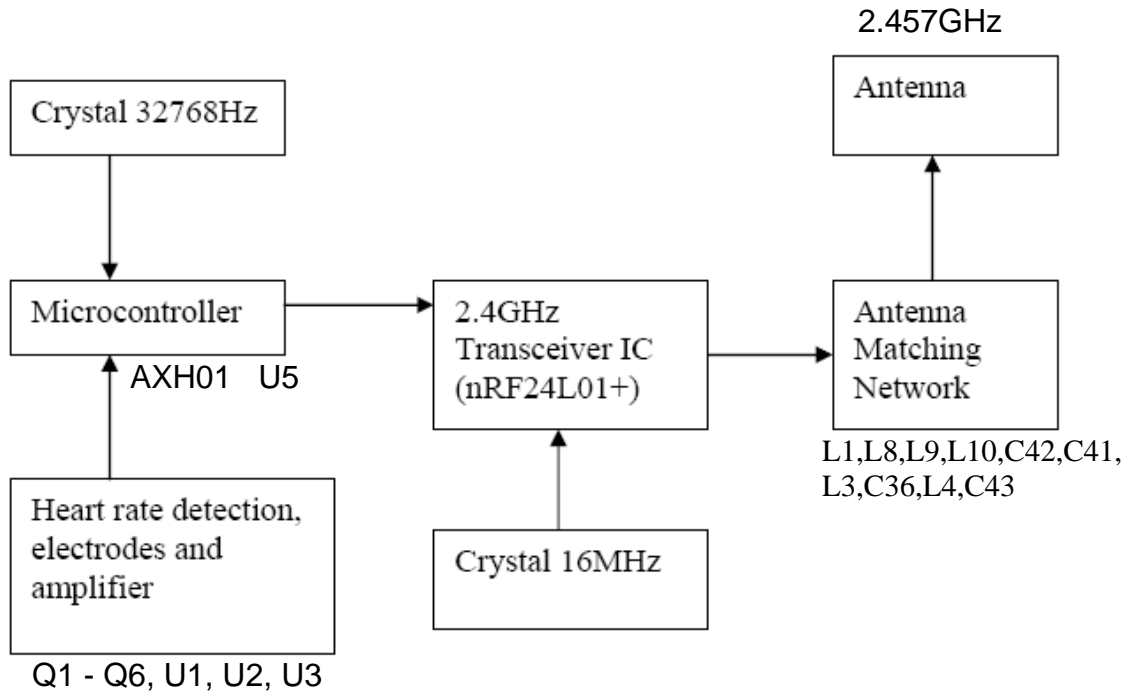 2.457GHz
Crystal 32768Hz
Antenna
Microcontroller
AXH01 U5
2.4GHz
Transceiver IC
(nRF24L01+)
Antenna
Matching
Network
L1,L8,L9,L10,C42,C41,
L3,C36,L4,C43
Heart rate detection,
electrodes and
amplifier
Q1 - Q6, U1, U2, U3
Crystal 16MHz